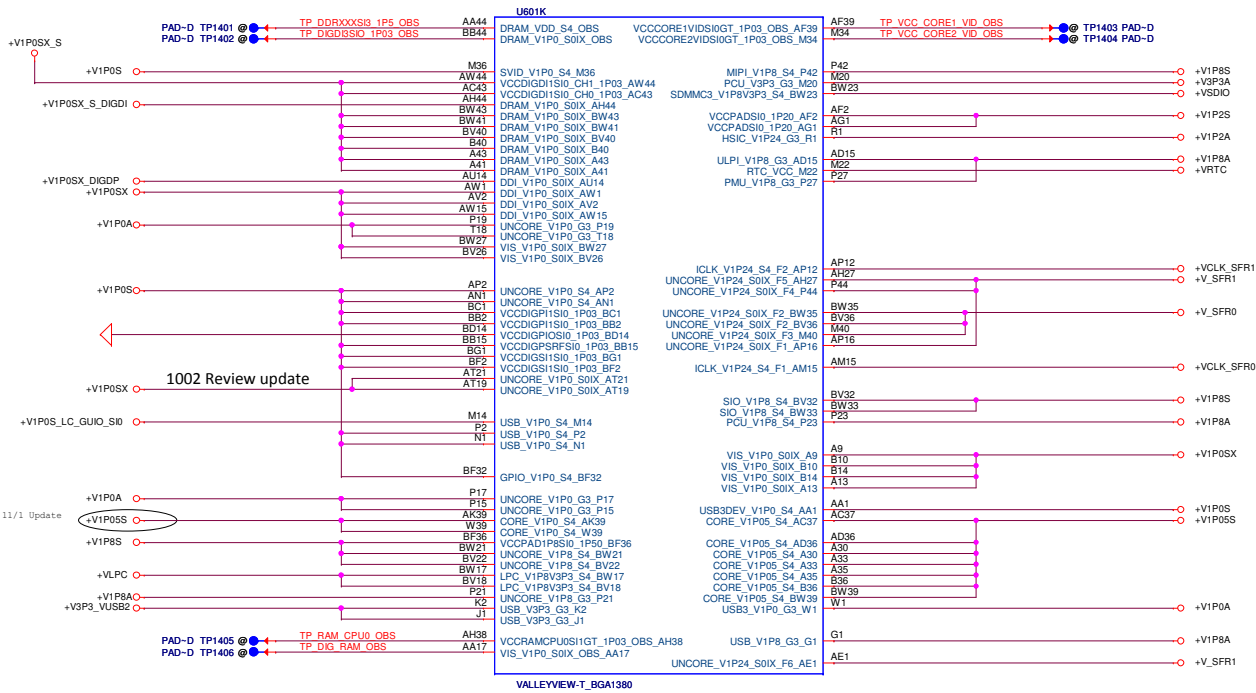 U601K
PAD~D TP1401 @ TP_DDRXXXSI3_1P5_OBS AA44 DRAM_VDD_S4_OBS
PAD~D TP1402 @ TP_DIGDI3SIO_1P03_OBS BB44 DRAM_V1P0_S0IX_OBS
VCCCORE1VIDSI0GT_1P03_OBS_AF39 AF39 TP_VCC_CORE1_VID_OBS @ TP1403 PAD~D
VCCCORE2VIDSI0GT_1P03_OBS M34 M34 TP_VCC_CORE2_VID_OBS @ TP1404 PAD~D
+V1P0SX_S
+V1P0S M36 SVID_V1P0_S4_M36
AW44 VCCDIGDI1SI0_CH1_1P03_AW44
AC43 VCCDIGDI1SI0_CH0_1P03_AC43
+V1P0SX_S_DIGDI AH44 DRAM_V1P0_S0IX_AH44
BW43 DRAM_V1P0_S0IX_BW43
BW41 DRAM_V1P0_S0IX_BW41
BV40 DRAM_V1P0_S0IX_BV40
B40 DRAM_V1P0_S0IX_B40
A43 DRAM_V1P0_S0IX_A43
A41 DRAM_V1P0_S0IX_A41
+V1P0SX_DIGDP AU14 DDI_V1P0_S0IX_AU14
+V1P0SX AW1 DDI_V1P0_S0IX_AW1
AV2 DDI_V1P0_S0IX_AV2
AW15 DDI_V1P0_S0IX_AW15
+V1P0A P19 UNCORE_V1P0_G3_P19
T18 UNCORE_V1P0_G3_T18
BW27 VIS_V1P0_S0IX_BW27
BV26 VIS_V1P0_S0IX_BV26
+V1P0S AP2 UNCORE_V1P0_S4_AP2
AN1 UNCORE_V1P0_S4_AN1
BC1 VCCDIGPI1SI0_1P03_BC1
BB2 VCCDIGPI1SI0_1P03_BB2
BD14 VCCDIGPIOSI0_1P03_BD14
BB15 VCCDIGPSRFSI0_1P03_BB15
BG1 VCCDIGSI1SI0_1P03_BG1
BF2 VCCDIGSI1SI0_1P03_BF2
1002 Review update
AT21 UNCORE_V1P0_S0IX_AT21
+V1P0SX AT19 UNCORE_V1P0_S0IX_AT19
+V1P0S_LC_GUIO_SI0 M14 USB_V1P0_S4_M14
P2 USB_V1P0_S4_P2
N1 USB_V1P0_S4_N1
BF32 GPIO_V1P0_S4_BF32
+V1P0A P17 UNCORE_V1P0_G3_P17
P15 UNCORE_V1P0_G3_P15
11/1 Update +V1P05S AK39 CORE_V1P0_S4_AK39
W39 CORE_V1P0_S4_W39
+V1P8S BF36 VCCPAD1P8SI0_1P50_BF36
BW21 UNCORE_V1P8_S4_BW21
BV22 UNCORE_V1P8_S4_BV22
+VLPC BW17 LPC_V1P8V3P3_S4_BW17
BV18 LPC_V1P8V3P3_S4_BV18
+V1P8A P21 UNCORE_V1P8_G3_P21
+V3P3_VUSB2 K2 USB_V3P3_G3_K2
J1 USB_V3P3_G3_J1
PAD~D TP1405 @ TP_RAM_CPU0_OBS AH38 VCCRAMCPU0SI1GT_1P03_OBS_AH38
PAD~D TP1406 @ TP_DIG_RAM_OBS AA17 VIS_V1P0_S0IX_OBS_AA17
MIPI_V1P8_S4_P42 P42 +V1P8S
PCU_V3P3_G3_M20 M20 +V3P3A
SDMMC3_V1P8V3P3_S4_BW23 BW23 +VSDIO
VCCPADSI0_1P20_AF2 AF2 +V1P2S
VCCPADSI0_1P20_AG1 AG1
HSIC_V1P24_G3_R1 R1 +V1P2A
ULPI_V1P8_G3_AD15 AD15 +V1P8A
RTC_VCC_M22 M22 +VRTC
PMU_V1P8_G3_P27 P27
ICLK_V1P24_S4_F2_AP12 AP12 +VCLK_SFR1
UNCORE_V1P24_S0IX_F5_AH27 AH27 +V_SFR1
UNCORE_V1P24_S0IX_F4_P44 P44
UNCORE_V1P24_S0IX_F2_BW35 BW35 +V_SFR0
UNCORE_V1P24_S0IX_F2_BV36 BV36
UNCORE_V1P24_S0IX_F3_M40 M40
UNCORE_V1P24_S0IX_F1_AP16 AP16
ICLK_V1P24_S4_F1_AM15 AM15 +VCLK_SFR0
SIO_V1P8_S4_BV32 BV32 +V1P8S
SIO_V1P8_S4_BW33 BW33
PCU_V1P8_S4_P23 P23 +V1P8A
VIS_V1P0_S0IX_A9 A9 +V1P0SX
VIS_V1P0_S0IX_B10 B10
VIS_V1P0_S0IX_B14 B14
VIS_V1P0_S0IX_A13 A13
USB3DEV_V1P0_S4_AA1 AA1 +V1P0S
CORE_V1P05_S4_AC37 AC37 +V1P05S
CORE_V1P05_S4_AD36 AD36
CORE_V1P05_S4_A30 A30
CORE_V1P05_S4_A33 A33
CORE_V1P05_S4_A35 A35
CORE_V1P05_S4_B36 B36
CORE_V1P05_S4_BW39 BW39
USB3_V1P0_G3_W1 W1 +V1P0A
USB_V1P8_G3_G1 G1 +V1P8A
UNCORE_V1P24_S0IX_F6_AE1 AE1 +V_SFR1
VALLEYVIEW-T_BGA1380